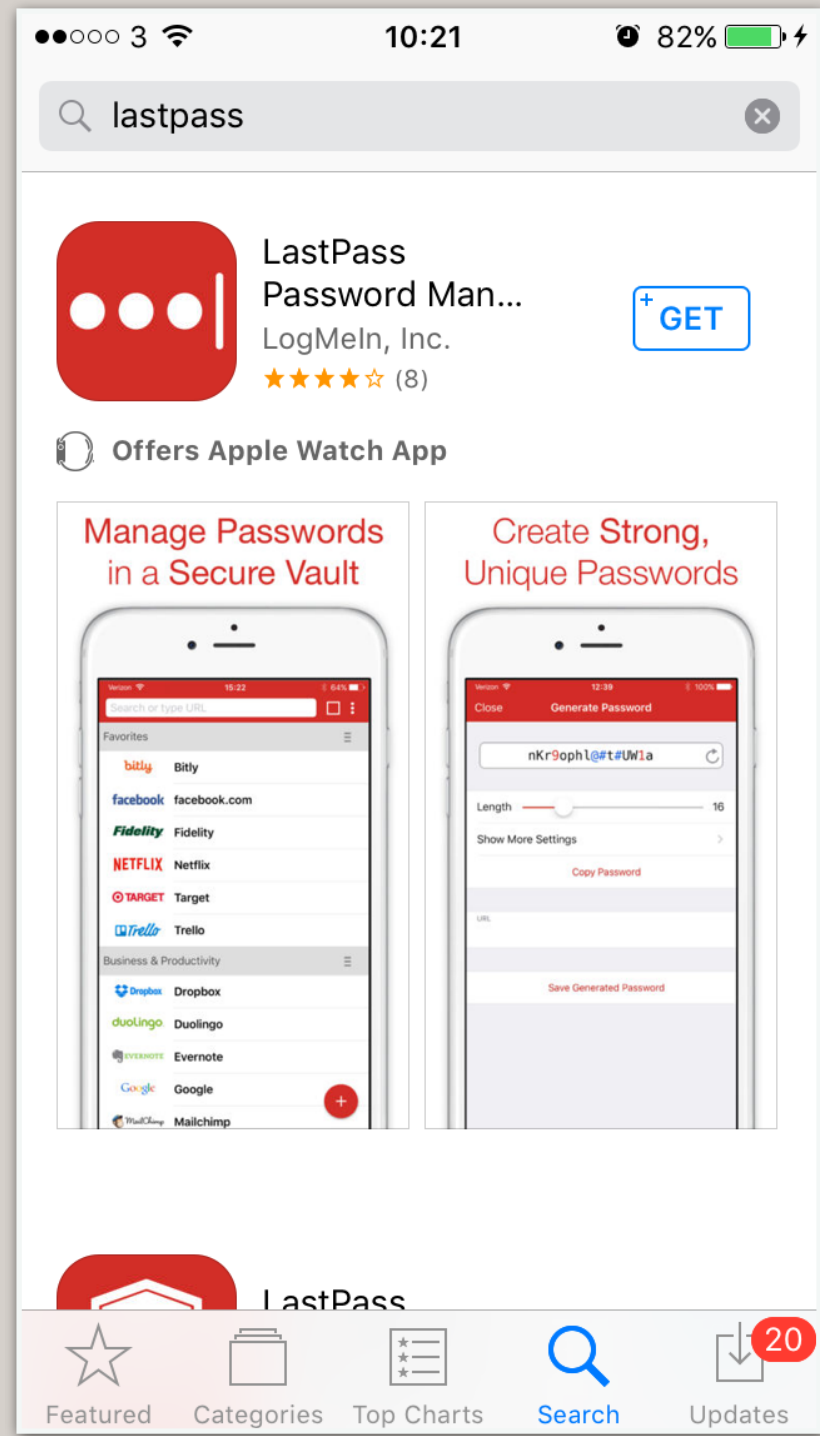 3 10:21 82%
lastpass
LastPass
Password Man...
LogMeIn, Inc.
(8)
+ GET
Offers Apple Watch App
Manage Passwords
in a Secure Vault
Verizon 15:22 64%
Search or type URL
Favorites
bitly Bitly
facebook facebook.com
Fidelity Fidelity
NETFLIX Netflix
TARGET Target
Trello Trello
Business & Productivity
Dropbox Dropbox
duolingo Duolingo
EVERNOTE Evernote
Google Google
MailChimp Mailchimp
+
Create Strong,
Unique Passwords
Verizon 12:39 100%
Close Generate Password
nKr9ophl@#t#UW1a
Length 16
Show More Settings
Copy Password
URL
Save Generated Password
LastPass
20
Featured Categories Top Charts Search Updates